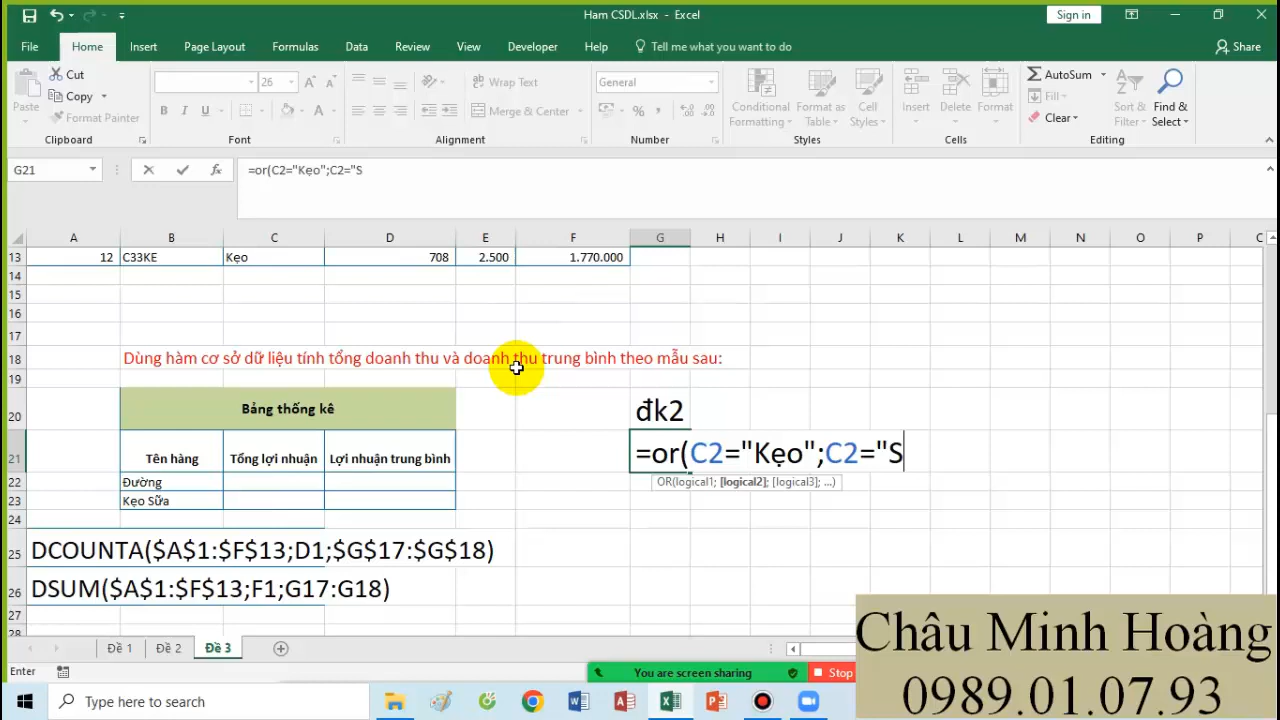 Ham CSDL.xlsx - Excel
Sign in
File Home Insert Page Layout Formulas Data Review View Developer Help Tell me what you want to do Share
Paste Cut Copy Format Painter
26 Wrap Text Merge & Center
General
Conditional Formatting Format as Table Cell Styles
Insert Delete Format
AutoSum Fill Clear Sort & Filter Find & Select
Clipboard Font Alignment Number Styles Cells Editing
G21 =or(C2="Kẹo";C2="S
A B C D E F G H I J K L M N O P
13 12 C33KE Kẹo 708 2.500 1.770.000
14
15
16
17
18 Dùng hàm cơ sở dữ liệu tính tổng doanh thu và doanh thu trung bình theo mẫu sau:
19
20 Bảng thống kê đk2
21 Tên hàng Tổng lợi nhuận Lợi nhuận trung bình =or(C2="Kẹo";C2="S
OR(logical1; [logical2]; [logical3]; ...)
22 Đường
23 Kẹo Sữa
24
25 DCOUNTA($A$1:$F$13;D1;$G$17:$G$18)
26 DSUM($A$1:$F$13;F1;G17:G18)
27
28
Đề 1 Đề 2 Đề 3
Enter
You are screen sharing Stop
Type here to search
Châu Minh Hoàng
0989.01.07.93